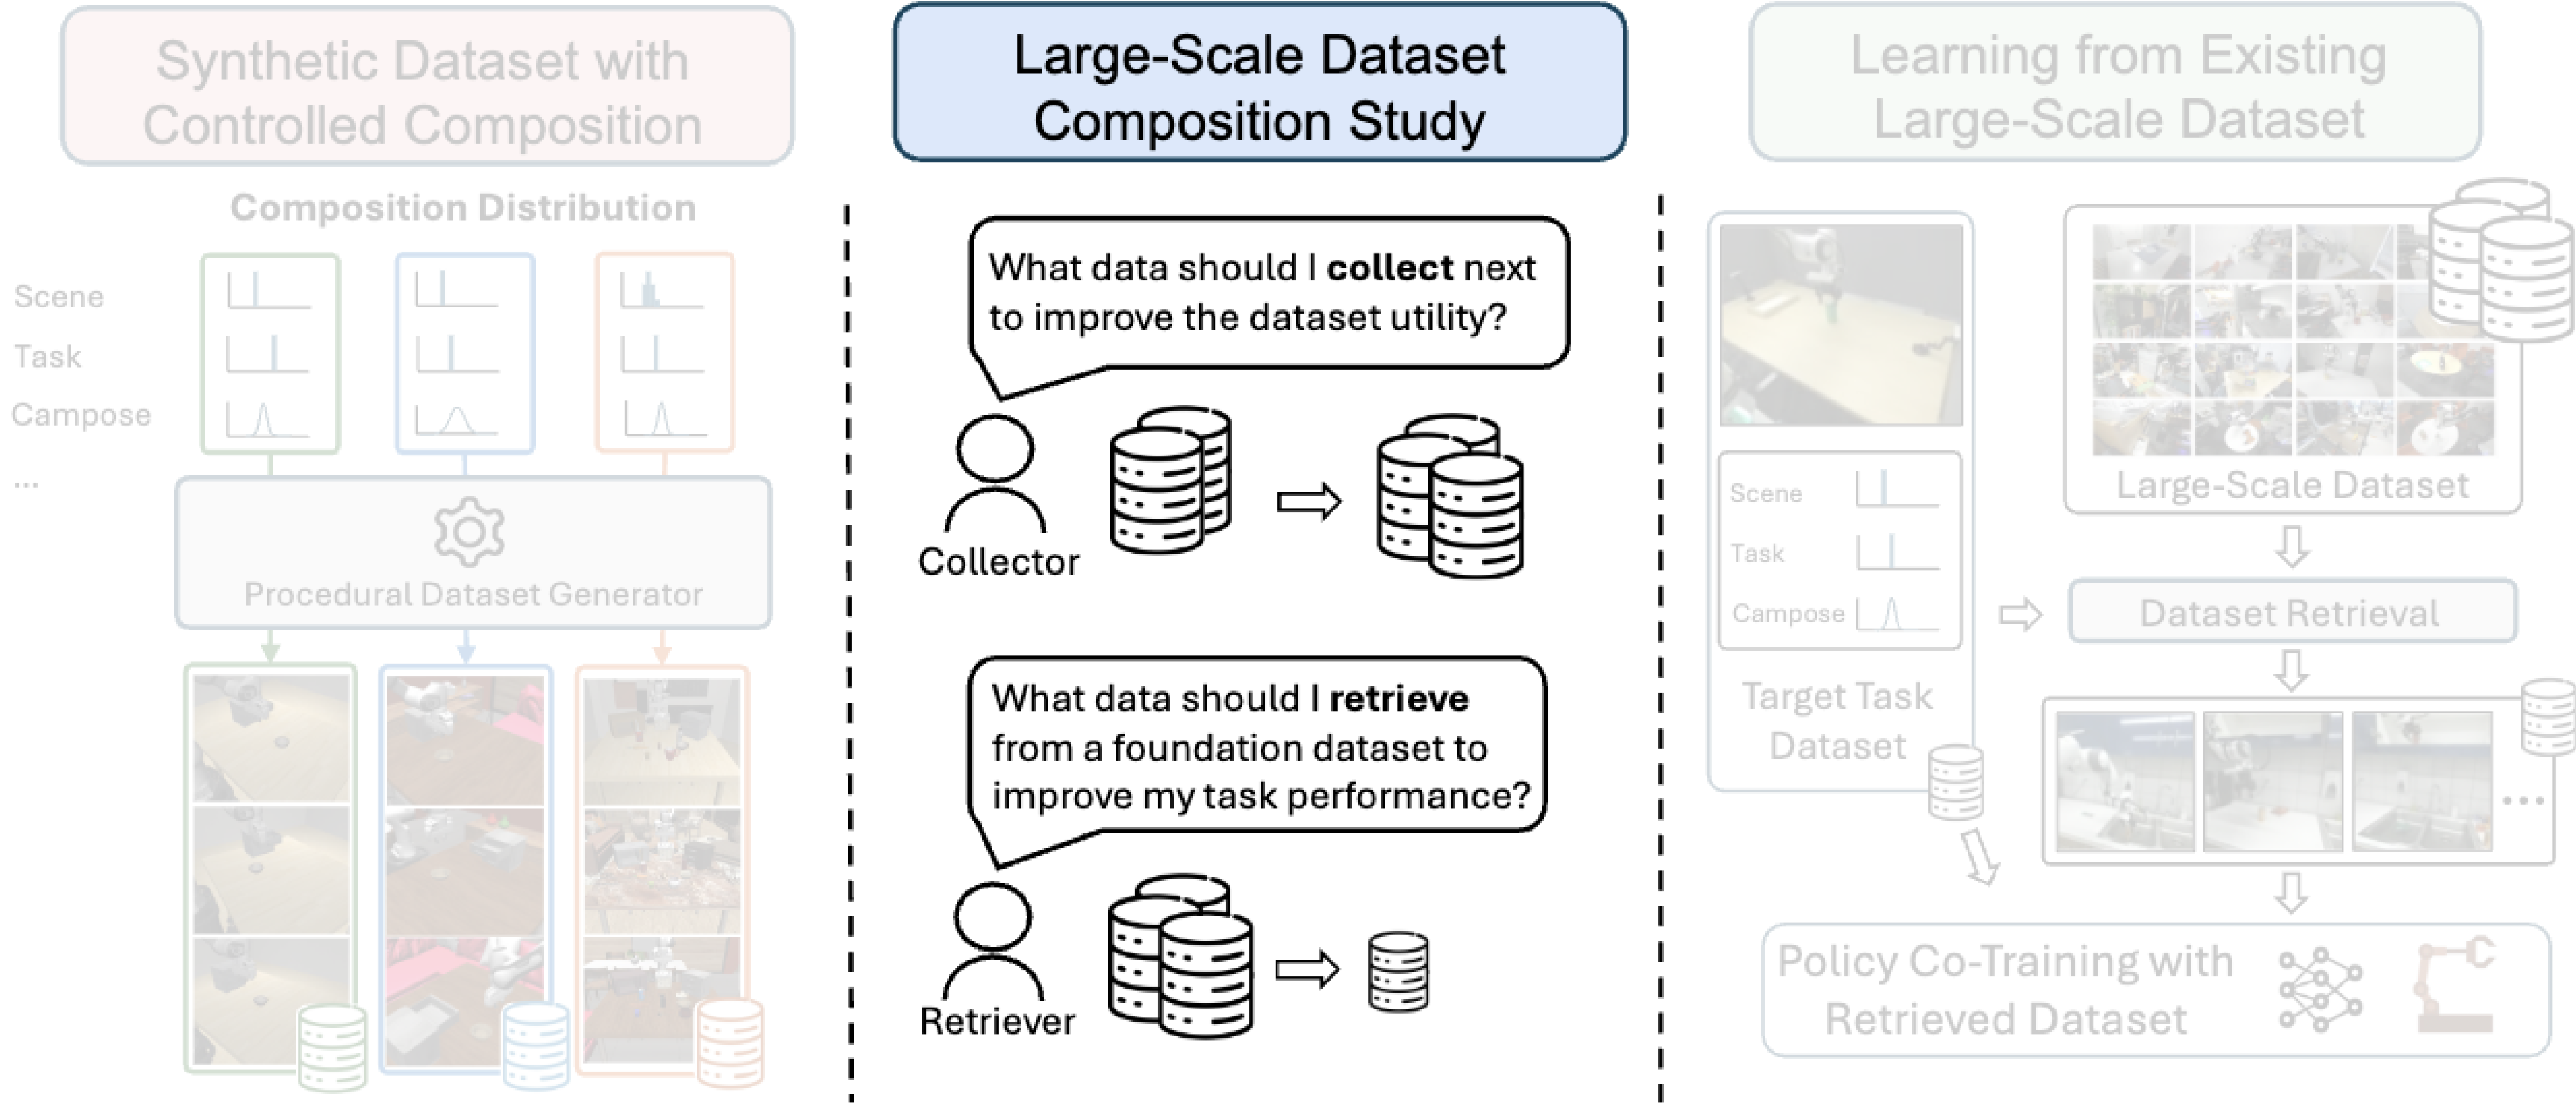 Synthetic Dataset with
Controlled Composition
Composition Distribution
Scene
Task
Campose
...
Procedural Dataset Generator
Large-Scale Dataset
Composition Study
What data should I collect next
to improve the dataset utility?
Collector
What data should I retrieve
from a foundation dataset to
improve my task performance?
Retriever
Learning from Existing
Large-Scale Dataset
Scene
Task
Campose
Target Task
Dataset
Large-Scale Dataset
Dataset Retrieval
...
Policy Co-Training with
Retrieved Dataset